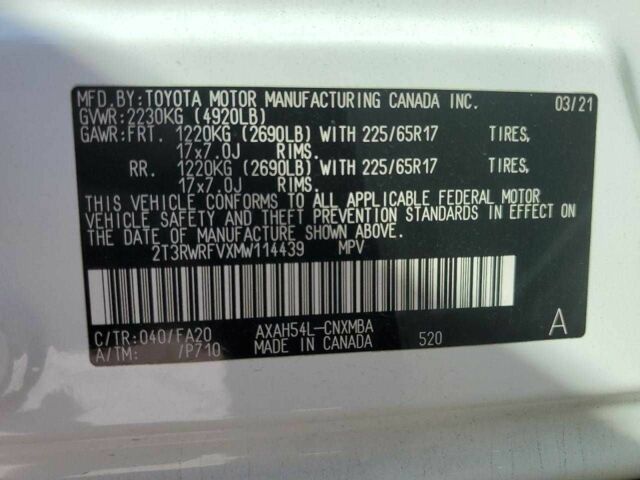 MFD.BY:TOYOTA MOTOR MANUFACTURING CANADA INC. 03/21
GVWR:2230KG (4920LB)
GAWR:FRT. 1220KG (2690LB) WITH 225/65R17 TIRES,
17x7.0J RIMS.
RR. 1220KG (2690LB) WITH 225/65R17 TIRES,
17x7.0J RIMS.
THIS VEHICLE CONFORMS TO ALL APPLICABLE FEDERAL MOTOR
VEHICLE SAFETY AND THEFT PREVENTION STANDARDS IN EFFECT ON
THE DATE OF MANUFACTURE SHOWN ABOVE.
2T3RWRFVXMW114439 MPV
C/TR:040/FA20 AXAH54L-CNXMBA
A/TM: /P710 MADE IN CANADA 520 A